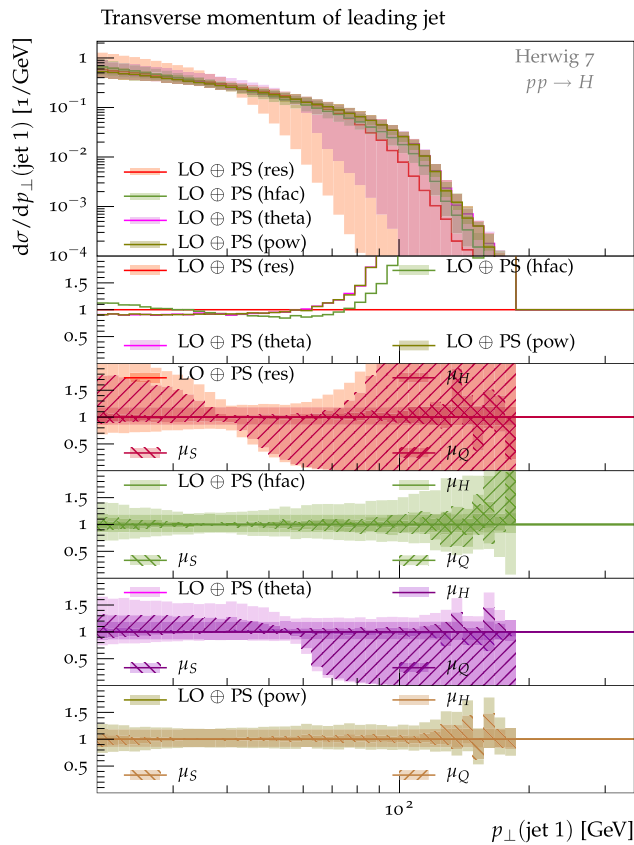 Transverse momentum of leading jet
Herwig 7
pp → H
dσ/dp⊥(jet 1) [1/GeV]
1
10⁻¹
10⁻²
10⁻³
10⁻⁴
LO ⊕ PS (res)
LO ⊕ PS (hfac)
LO ⊕ PS (theta)
LO ⊕ PS (pow)
LO ⊕ PS (res) LO ⊕ PS (hfac)
1.5
1
0.5
LO ⊕ PS (theta) LO ⊕ PS (pow)
LO ⊕ PS (res) μH
1.5
1
0.5
μS μQ
LO ⊕ PS (hfac) μH
1.5
1
0.5
μS μQ
LO ⊕ PS (theta) μH
1.5
1
0.5
μS μQ
LO ⊕ PS (pow) μH
1.5
1
0.5
μS μQ
10²
p⊥(jet 1) [GeV]